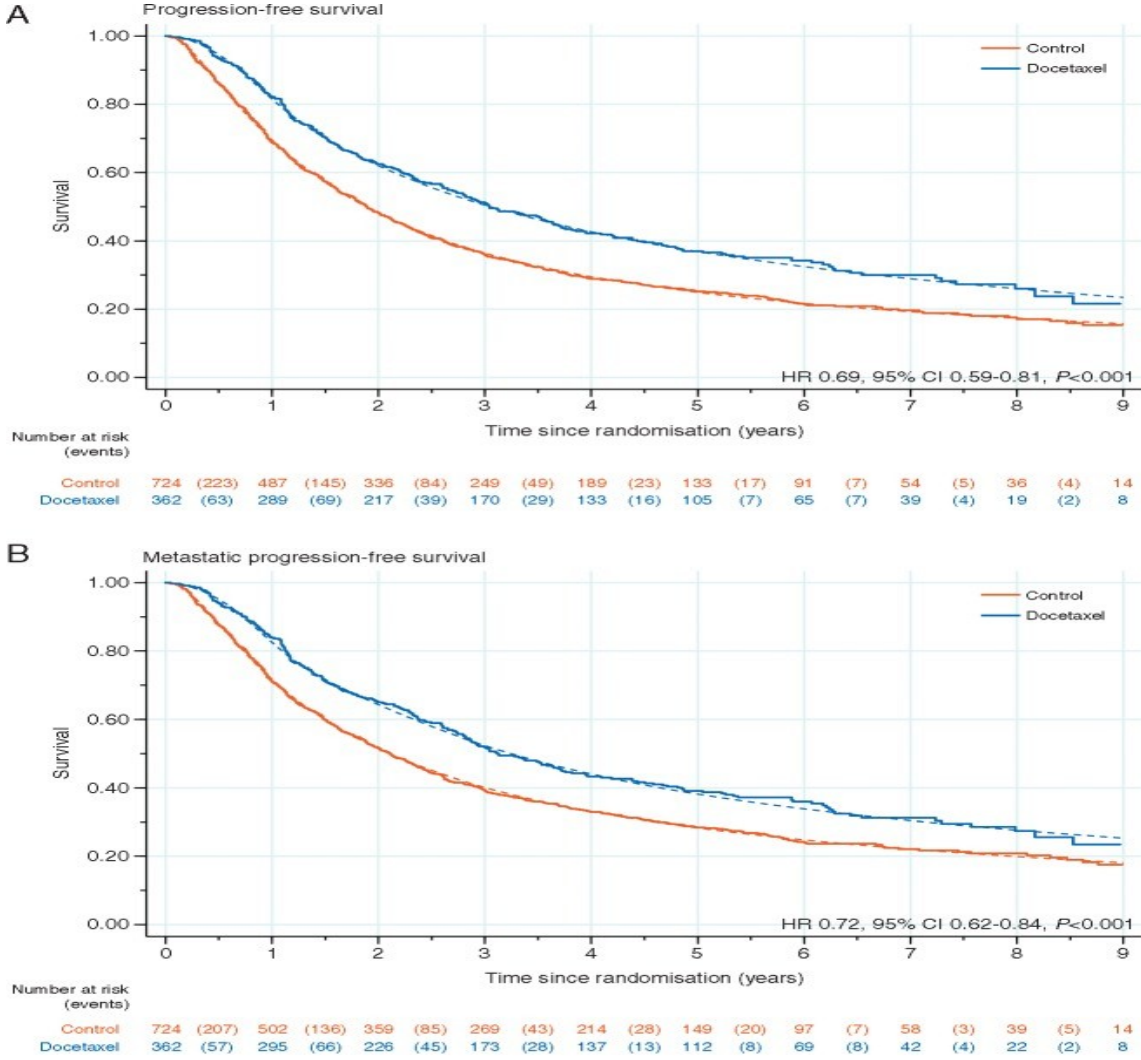 A
Progression-free survival
1.00
0.80
0.60
0.40
0.20
0.00
Survival
Control
Docetaxel
HR 0.69, 95% CI 0.59-0.81, P<0.001
0 1 2 3 4 5 6 7 8 9
Time since randomisation (years)
Number at risk
(events)
Control 724 (223) 487 (145) 336 (84) 249 (49) 189 (23) 133 (17) 91 (7) 54 (5) 36 (4) 14
Docetaxel 362 (63) 289 (69) 217 (39) 170 (29) 133 (16) 105 (7) 65 (7) 39 (4) 19 (2) 8
B
Metastatic progression-free survival
1.00
0.80
0.60
0.40
0.20
0.00
Survival
Control
Docetaxel
HR 0.72, 95% CI 0.62-0.84, P<0.001
0 1 2 3 4 5 6 7 8 9
Time since randomisation (years)
Number at risk
(events)
Control 724 (207) 502 (136) 359 (85) 269 (43) 214 (28) 149 (20) 97 (7) 58 (3) 39 (5) 14
Docetaxel 362 (57) 295 (66) 226 (45) 173 (28) 137 (13) 112 (8) 69 (8) 42 (4) 22 (2) 8